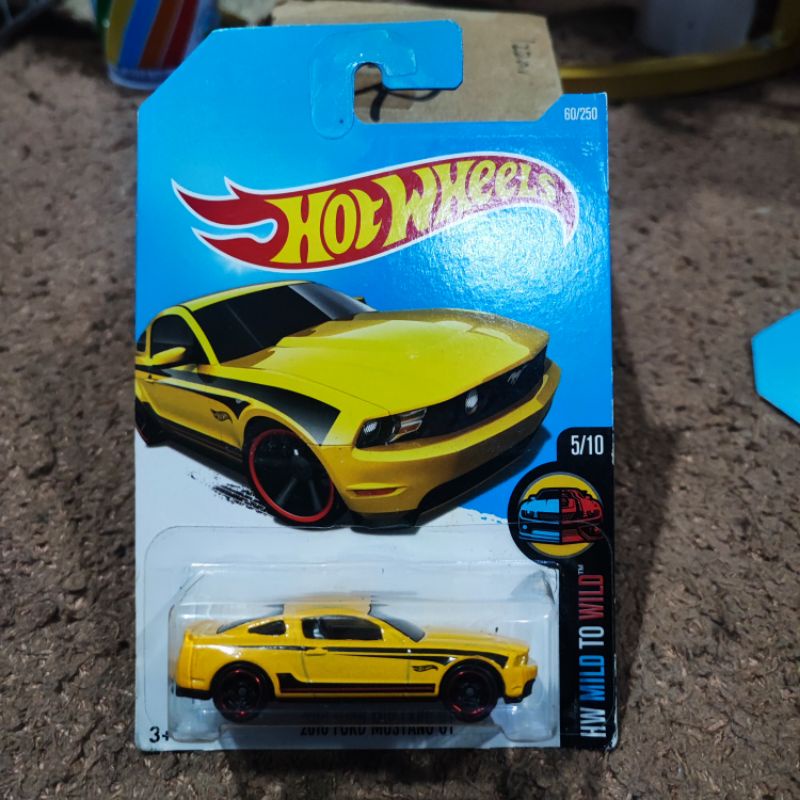 60/250
HOT WHEELS
5/10
HW MILD TO WILD™
3+
2010 FORD MUSTANG GT